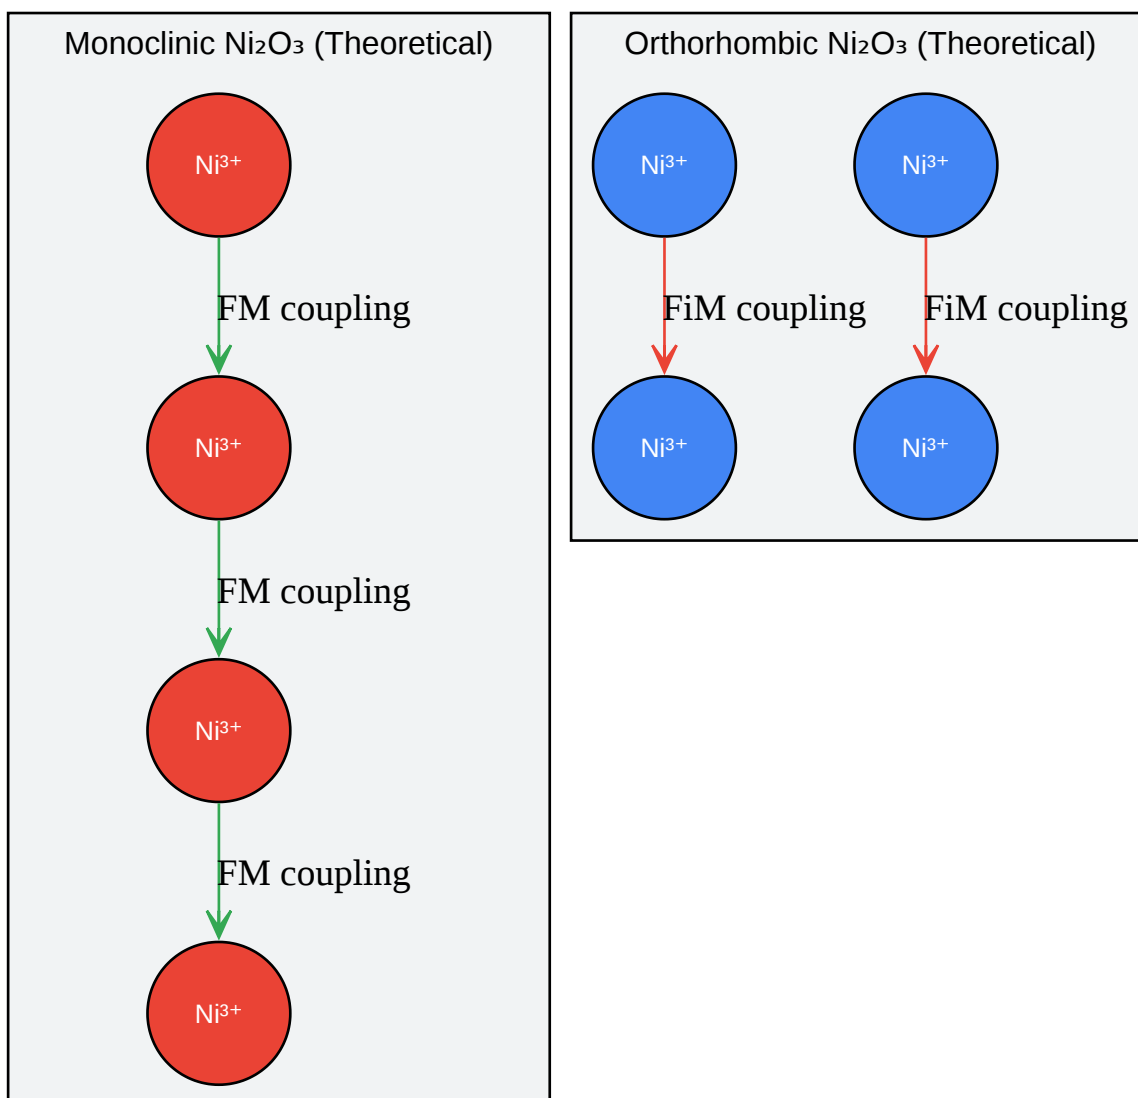 Monoclinic Ni₂O₃ (Theoretical)
Ni³⁺
FM coupling
Ni³⁺
FM coupling
Ni³⁺
FM coupling
Ni³⁺
Orthorhombic Ni₂O₃ (Theoretical)
Ni³⁺ Ni³⁺
FiM coupling FiM coupling
Ni³⁺ Ni³⁺